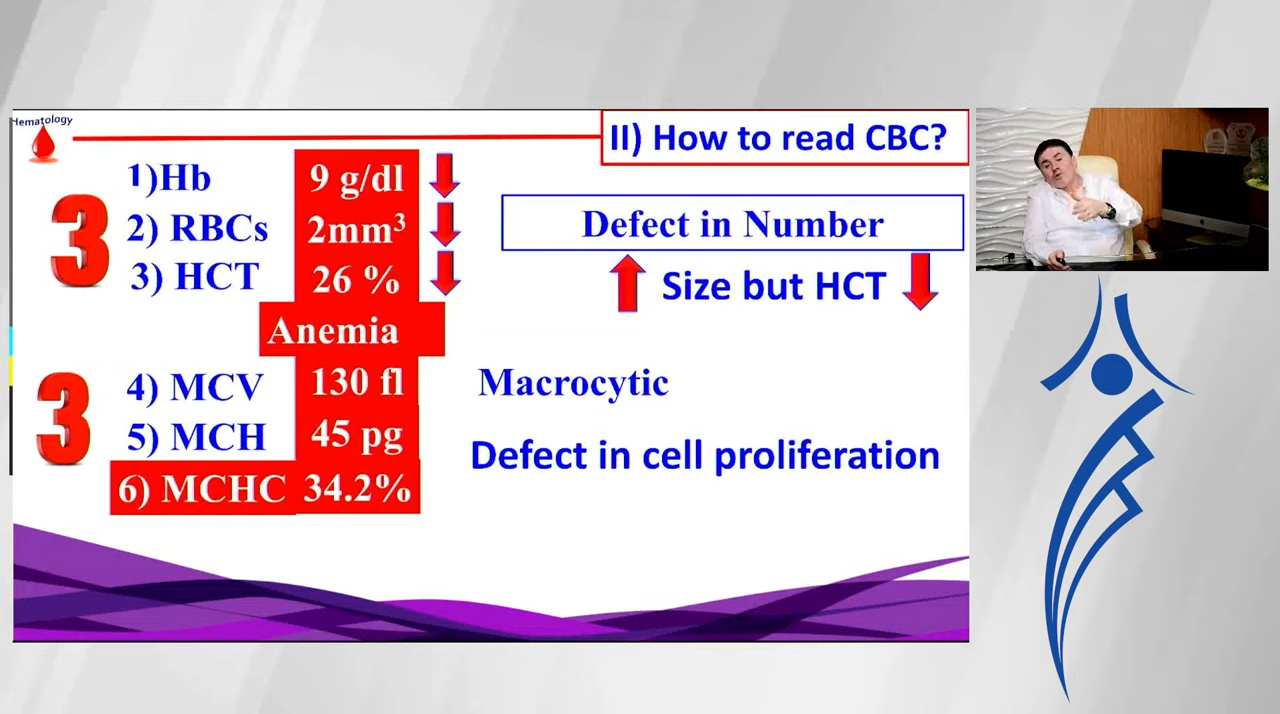 Hematology
II) How to read CBC?
3
1)Hb 9 g/dl
2) RBCs 2mm³
3) HCT 26 %
Defect in Number
Size but HCT
Anemia
3
4) MCV 130 fl
Macrocytic
5) MCH 45 pg
Defect in cell proliferation
6) MCHC 34.2%